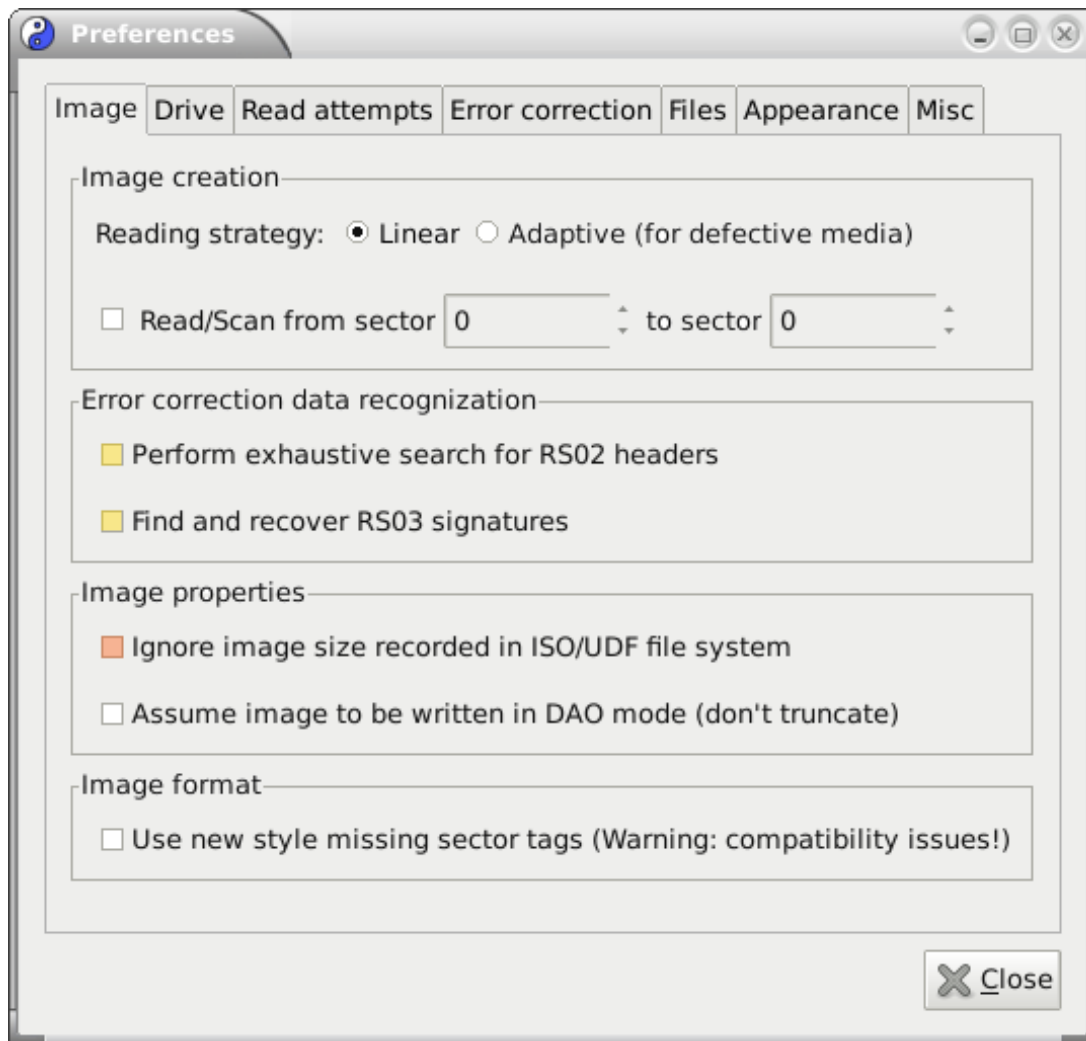 Preferences
Image Drive Read attempts Error correction Files Appearance Misc
Image creation
Reading strategy: Linear Adaptive (for defective media)
Read/Scan from sector 0 to sector 0
Error correction data recognization
Perform exhaustive search for RS02 headers
Find and recover RS03 signatures
Image properties
Ignore image size recorded in ISO/UDF file system
Assume image to be written in DAO mode (don't truncate)
Image format
Use new style missing sector tags (Warning: compatibility issues!)
Close